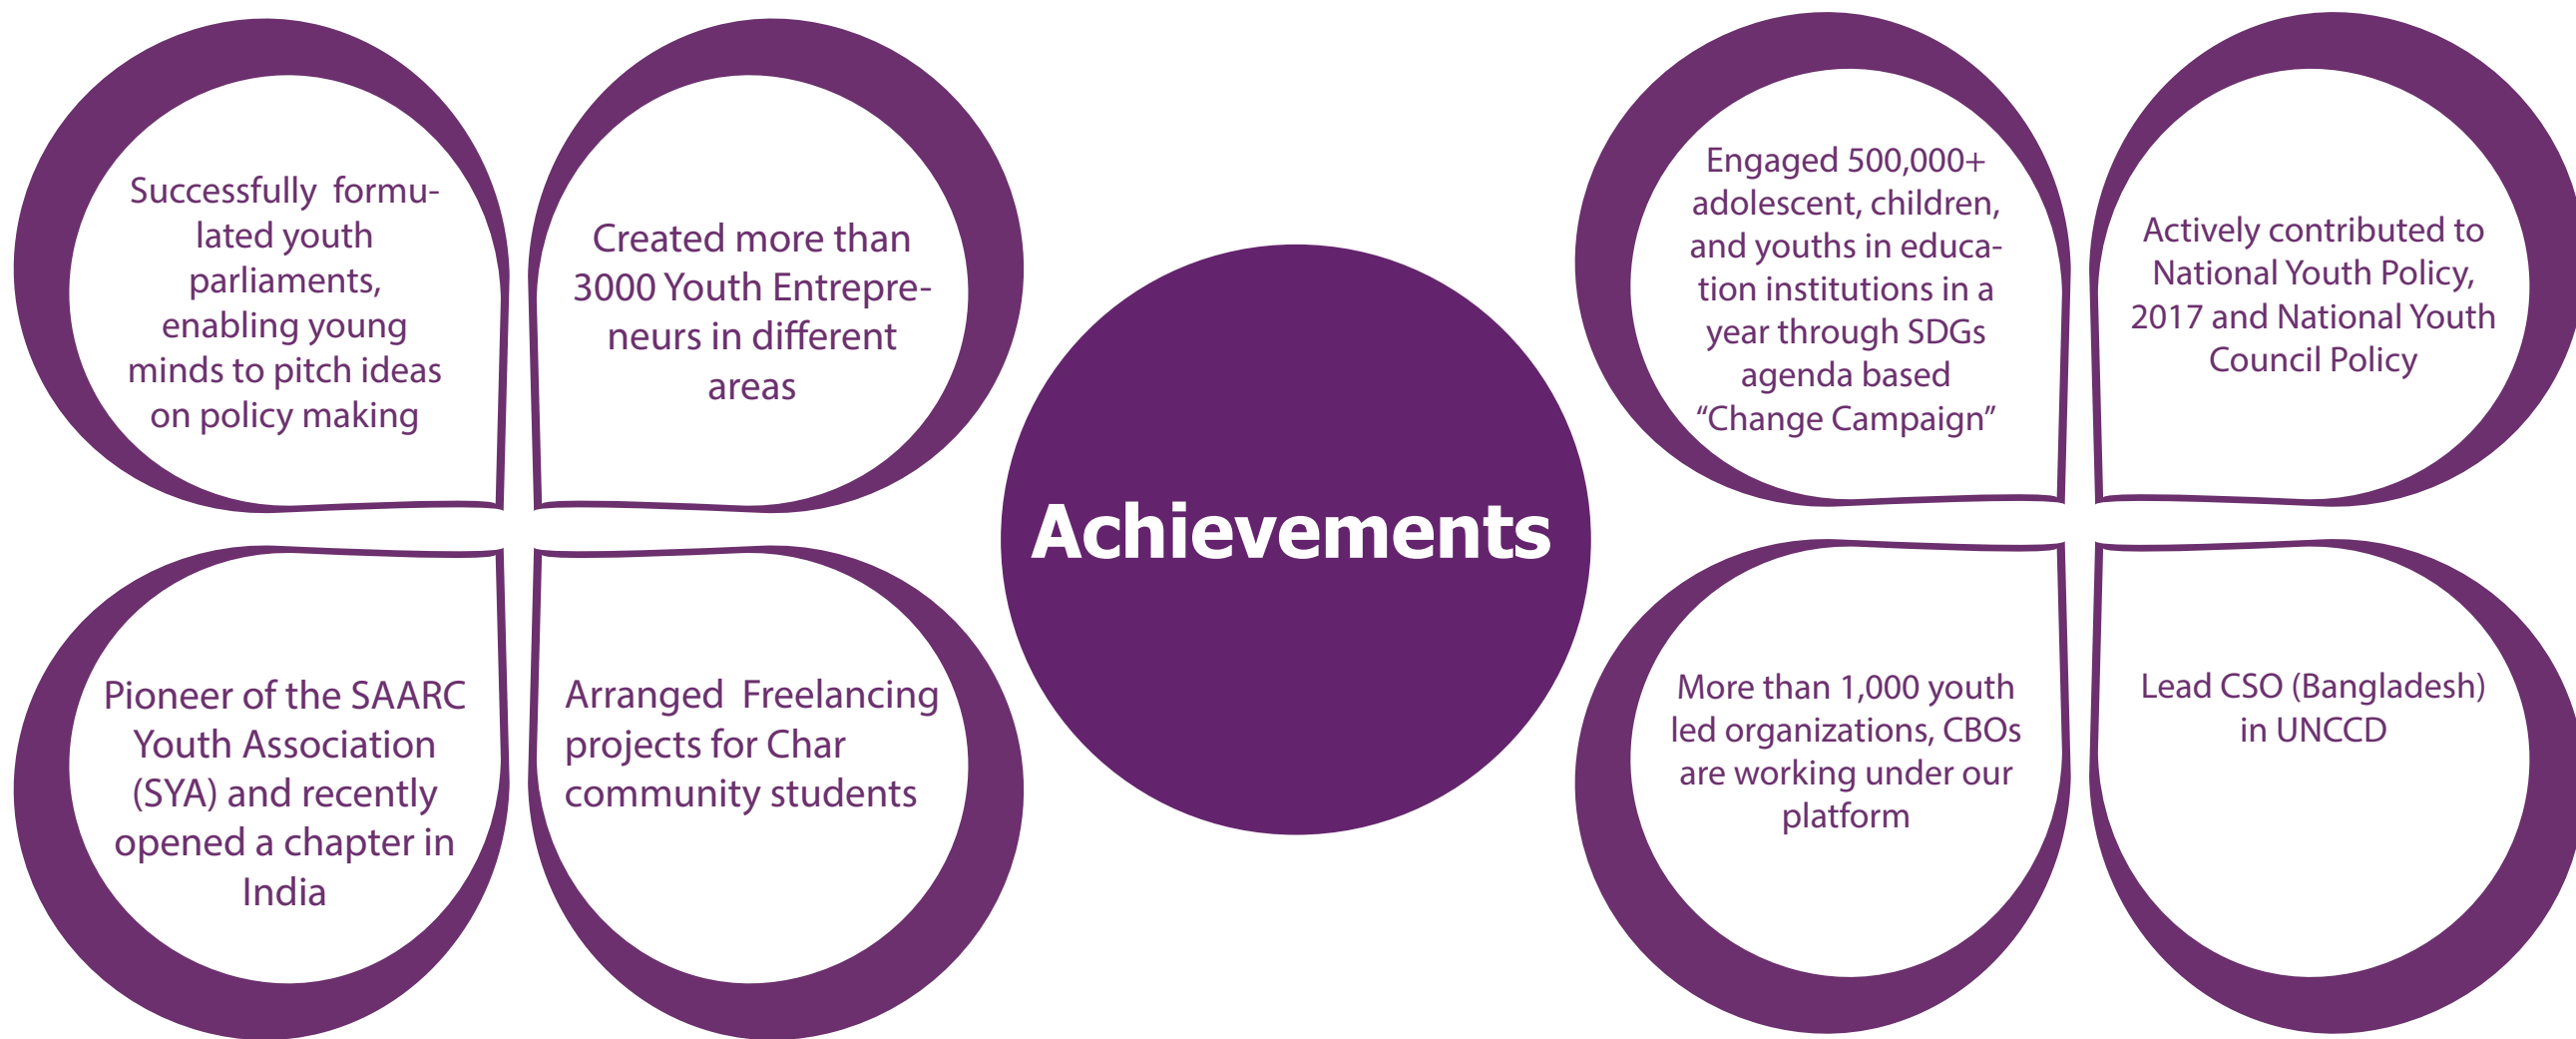 Successfully formu-
lated youth
parliaments,
enabling young
minds to pitch ideas
on policy making
Created more than
3000 Youth Entrepre-
neurs in different
areas
Pioneer of the SAARC
Youth Association
(SYA) and recently
opened a chapter in
India
Arranged Freelancing
projects for Char
community students
Achievements
Engaged 500,000+
adolescent, children,
and youths in educa-
tion institutions in a
year through SDGs
agenda based
“Change Campaign”
Actively contributed to
National Youth Policy,
2017 and National Youth
Council Policy
More than 1,000 youth
led organizations, CBOs
are working under our
platform
Lead CSO (Bangladesh)
in UNCCD